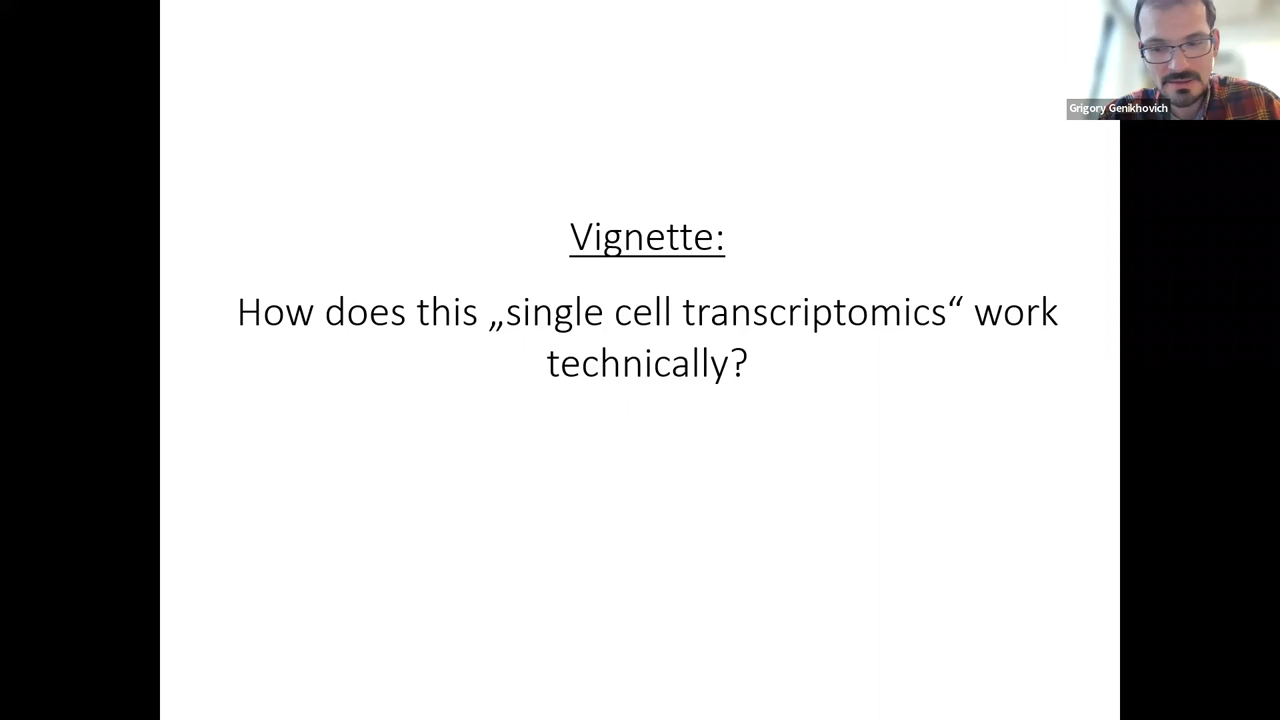 Grigory Genikhovich
Vignette:
How does this „single cell transcriptomics“ work
technically?